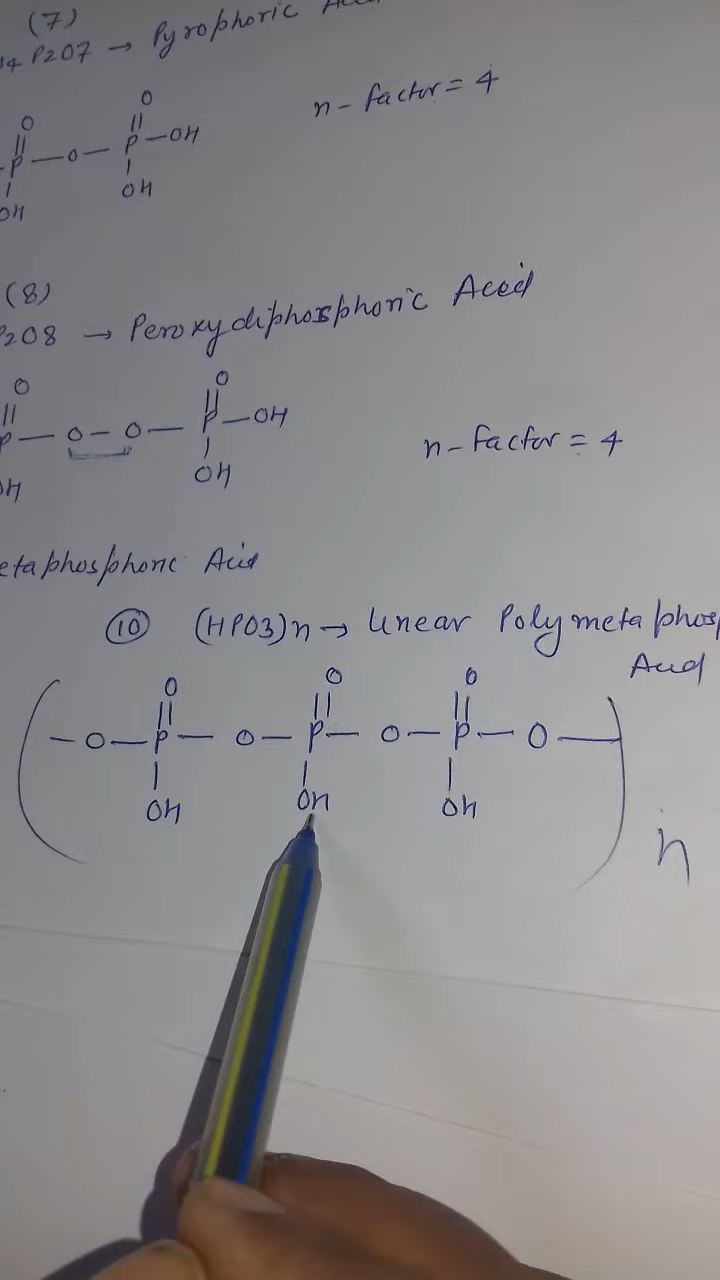 (7)
P2O7 → Pyrophoric
n-factor = 4
O O
|| ||
P — O — P — OH
| |
OH OH
(8)
P2O8 → Peroxydiphosphoric Acid
O O
|| ||
P — O — O — P — OH
|
OH
n-factor = 4
etaphosphoric Acid
(10) (HPO3)n → Linear Polymetaphos
Acid
O O O
|| || ||
( — O — P — O — P — O — P — O — )n
| | |
OH OH OH